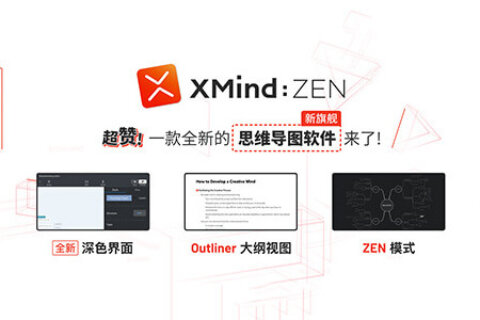 XMind:ZEN
新旗舰
超赞!一款全新的 思维导图软件 来了!
How to Develop a Creative Mind
全新 深色界面
Outliner 大纲视图
ZEN 模式